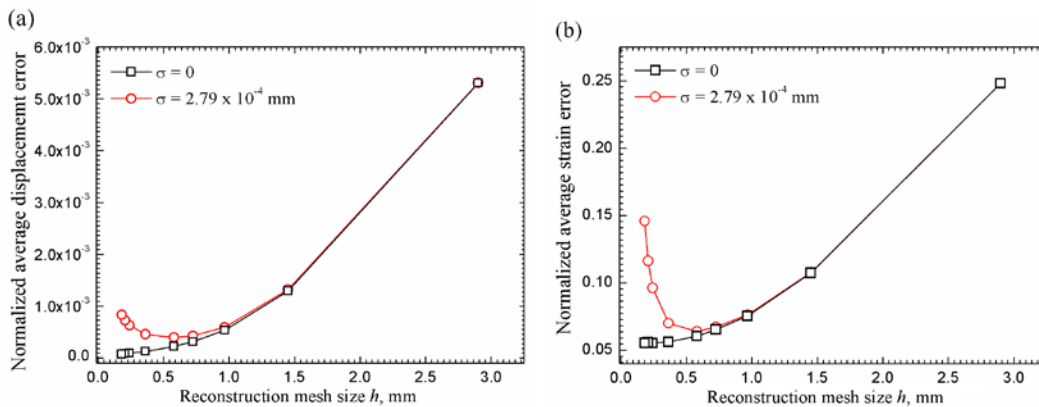 (a)
6.0x10⁻³
5.0x10⁻³
4.0x10⁻³
3.0x10⁻³
2.0x10⁻³
1.0x10⁻³
0.0
Normalized average displacement error
σ = 0
σ = 2.79 x 10⁻⁴ mm
0.0 0.5 1.0 1.5 2.0 2.5 3.0
Reconstruction mesh size h, mm
(b)
0.25
0.20
0.15
0.10
0.05
Normalized average strain error
σ = 0
σ = 2.79 x 10⁻⁴ mm
0.0 0.5 1.0 1.5 2.0 2.5 3.0
Reconstruction mesh size h, mm